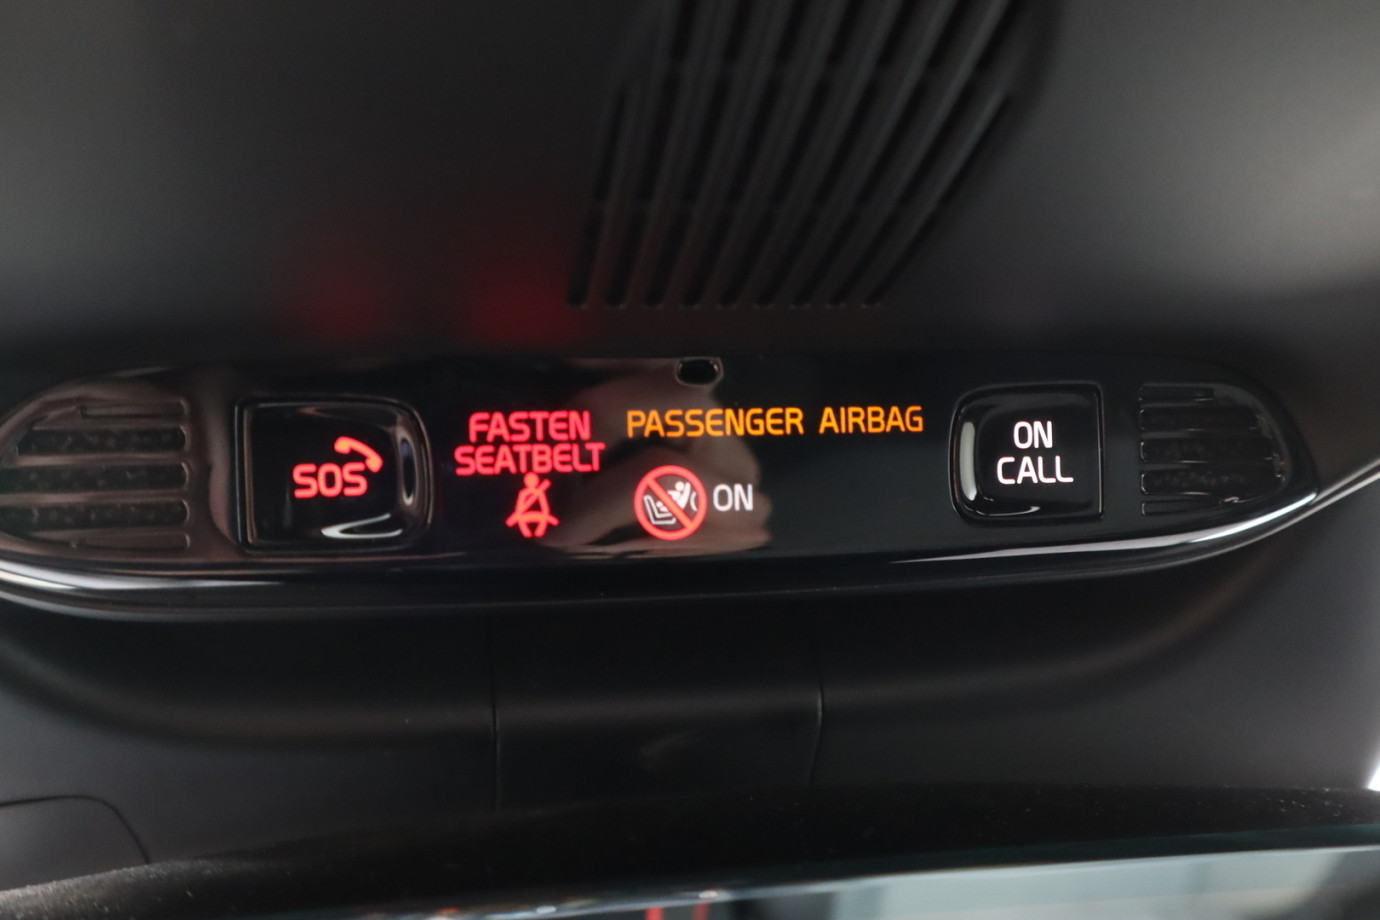 SOS
FASTEN
SEATBELT
PASSENGER AIRBAG
ON
ON
CALL